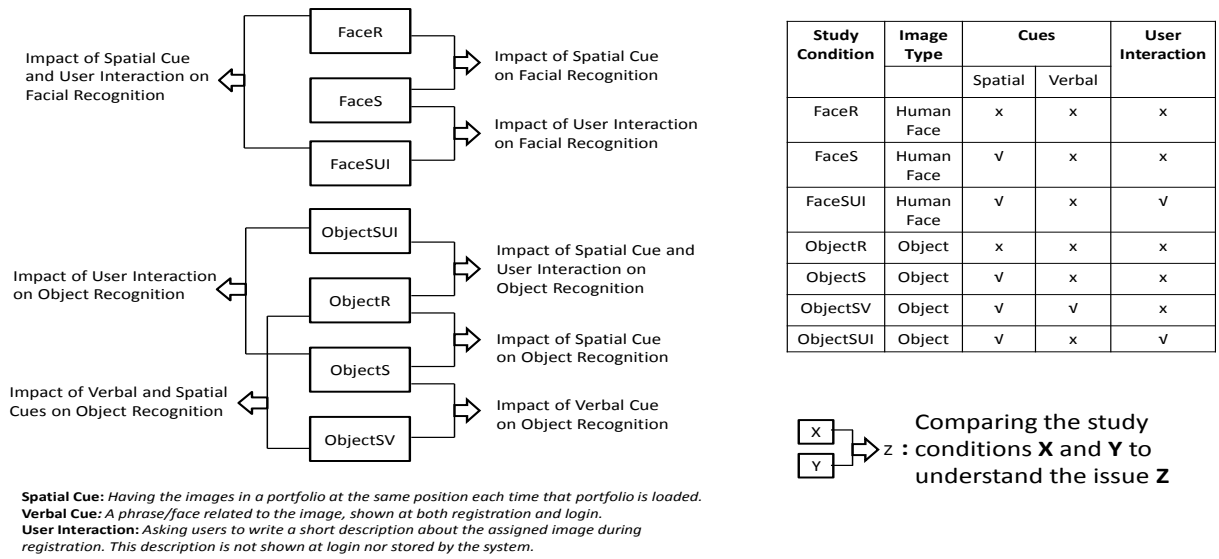 FaceR
Impact of Spatial Cue
and User Interaction on
Facial Recognition
Impact of Spatial Cue
on Facial Recognition
FaceS
Impact of User Interaction
on Facial Recognition
FaceSUI
ObjectSUI
Impact of Spatial Cue and
User Interaction on
Object Recognition
Impact of User Interaction
on Object Recognition
ObjectR
Impact of Spatial Cue
on Object Recognition
ObjectS
Impact of Verbal and Spatial
Cues on Object Recognition
Impact of Verbal Cue
on Object Recognition
ObjectSV
Spatial Cue: Having the images in a portfolio at the same position each time that portfolio is loaded.
Verbal Cue: A phrase/face related to the image, shown at both registration and login.
User Interaction: Asking users to write a short description about the assigned image during
registration. This description is not shown at login nor stored by the system.
Study Condition Image Type Cues User Interaction
Spatial Verbal
FaceR Human Face x x x
FaceS Human Face √ x x
FaceSUI Human Face √ x √
ObjectR Object x x x
ObjectS Object √ x x
ObjectSV Object √ √ x
ObjectSUI Object √ x √
X
Y
Z : Comparing the study
conditions X and Y to
understand the issue Z